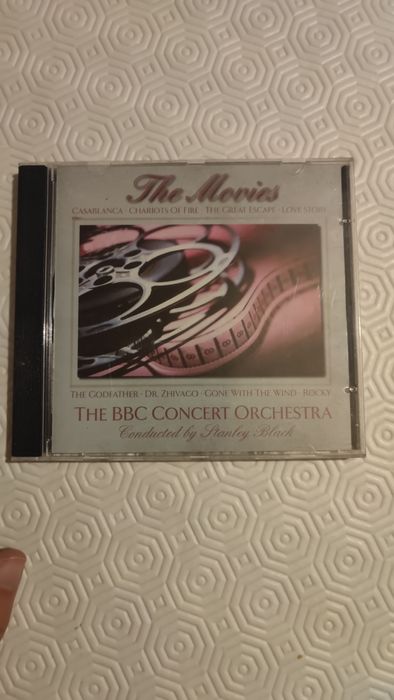 The Movies
CASABLANCA · CHARIOTS OF FIRE · THE GREAT ESCAPE · LOVE STORY
THE GODFATHER · DR. ZHIVAGO · GONE WITH THE WIND · ROCKY
THE BBC CONCERT ORCHESTRA
Conducted by Stanley Black